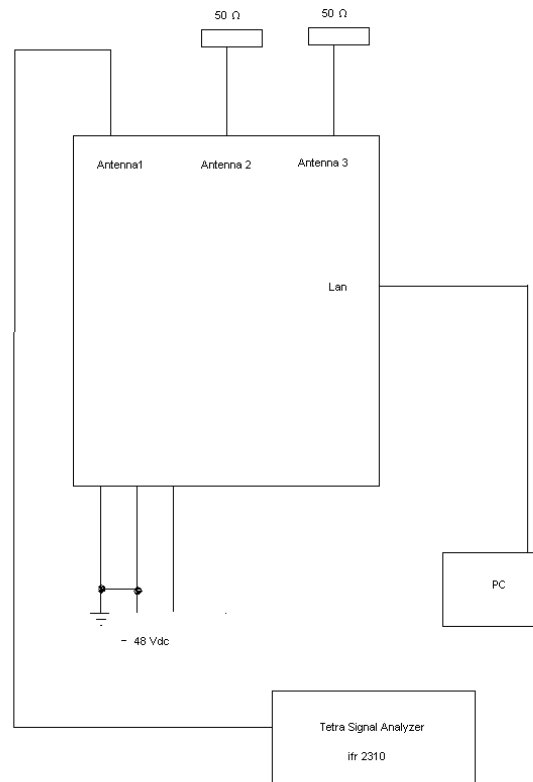 50 Ω
50 Ω
Antenna1
Antenna 2
Antenna 3
Lan
PC
- 48 Vdc
Tetra Signal Analyzer
ifr 2310